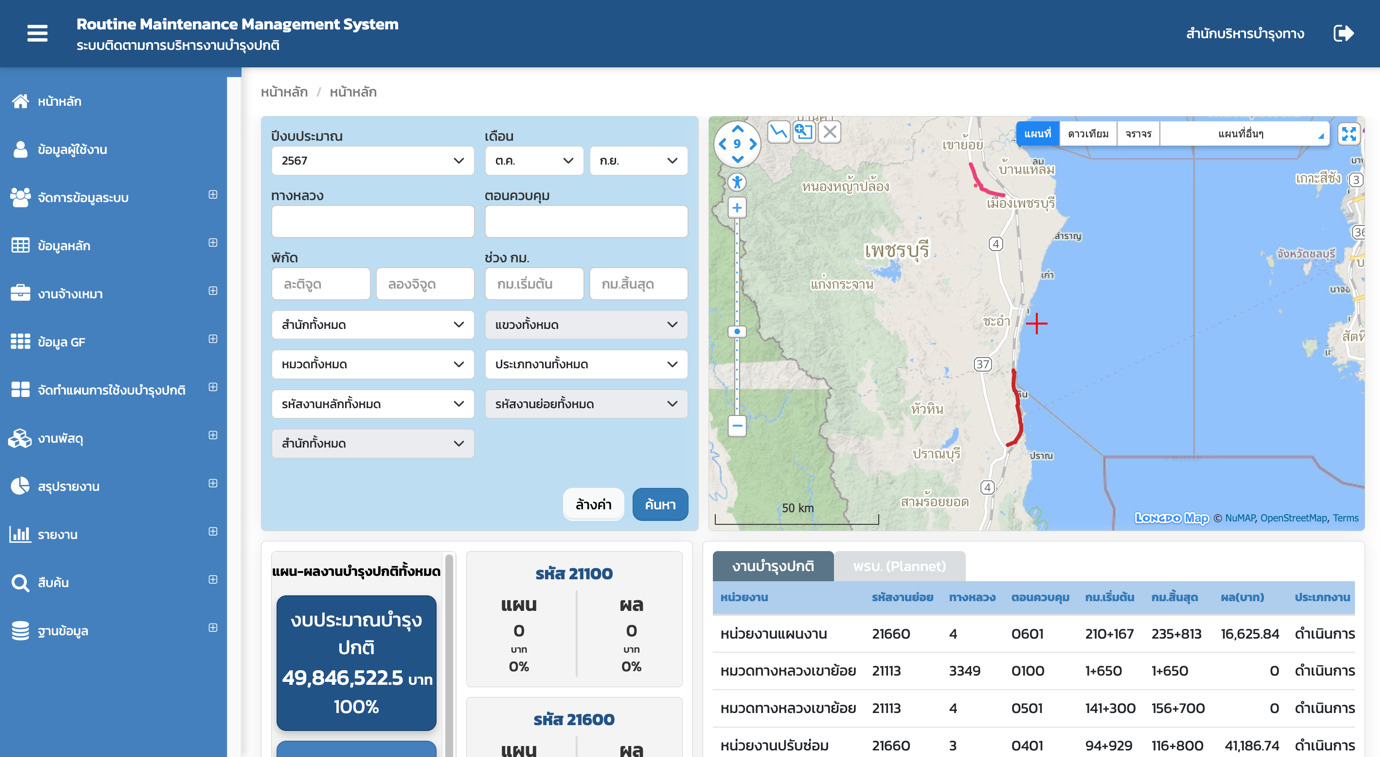 Routine Maintenance Management System
ระบบติดตามการบริหารงานบำรุงปกติ
สำนักบริหารบำรุงทาง
หน้าหลัก
ข้อมูลผู้ใช้งาน
จัดการข้อมูลระบบ
ข้อมูลหลัก
งานจ้างเหมา
ข้อมูล GF
จัดทำแผนการใช้งบบำรุงปกติ
งานพัสดุ
สรุปรายงาน
รายงาน
สืบค้น
ฐานข้อมูล
หน้าหลัก / หน้าหลัก
ปีงบประมาณ เดือน
2567 ต.ค. ก.ย.
ทางหลวง ตอนควบคุม
พิกัด ช่วง กม.
ละติจูด ลองจิจูด กม.เริ่มต้น กม.สิ้นสุด
สำนักทั้งหมด แขวงทั้งหมด
หมวดทั้งหมด ประเภทงานทั้งหมด
รหัสงานหลักทั้งหมด รหัสงานย่อยทั้งหมด
สำนักทั้งหมด
ล้างค่า ค้นหา
9
แผนที่ ดาวเทียม จราจร แผนที่อื่นๆ
เขาย้อย
บ้านแหลม
หนองหญ้าปล้อง
เกาะสีชัง
3
เมืองเพชรบุรี
36
4
เพชรบุรี
จังหวัดชลบุรี
แก่งกระจาน
ชะอำ
37
หัวหิน
ปราณบุรี
ปราณ
4
สามร้อยยอด
50 km
LONGDO Map © NuMAP, OpenStreetMap, Terms
แผน-ผลงานบำรุงปกติทั้งหมด
งบประมาณบำรุง
ปกติ
49,846,522.5 บาท
100%
รหัส 21100
แผน ผล
0 0
บาท บาท
0% 0%
รหัส 21600
แผน ผล
งานบำรุงปกติ พรบ. (Plannet)
หน่วยงาน รหัสงานย่อย ทางหลวง ตอนควบคุม กม.เริ่มต้น กม.สิ้นสุด ผล(บาท) ประเภทงาน
หน่วยงานแผนงาน 21660 4 0601 210+167 235+813 16,625.84 ดำเนินการ
หมวดทางหลวงเขาย้อย 21113 3349 0100 1+650 1+650 0 ดำเนินการ
หมวดทางหลวงเขาย้อย 21113 4 0501 141+300 156+700 0 ดำเนินการ
หน่วยงานปรับซ่อม 21660 3 0401 94+929 116+800 41,186.74 ดำเนินการ